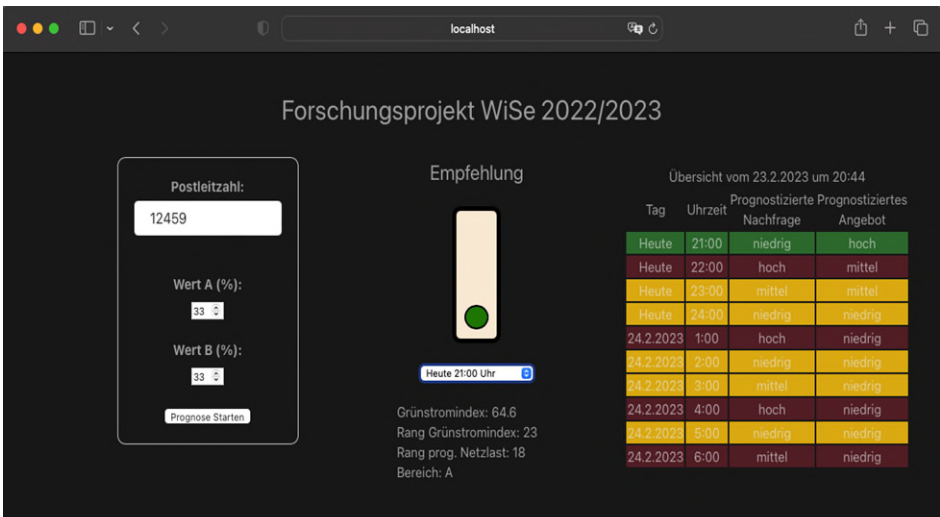 localhost
Forschungsprojekt WiSe 2022/2023
Postleitzahl:
12459
Wert A (%):
33
Wert B (%):
33
Prognose Starten
Empfehlung
Heute 21:00 Uhr
Grünstromindex: 64.6
Rang Grünstromindex: 23
Rang prog. Netzlast: 18
Bereich: A
Übersicht vom 23.2.2023 um 20:44
Tag Uhrzeit Prognostizierte Nachfrage Prognostiziertes Angebot
Heute 21:00 niedrig hoch
Heute 22:00 hoch mittel
Heute 23:00 mittel mittel
Heute 24:00 niedrig niedrig
24.2.2023 1:00 hoch niedrig
24.2.2023 2:00 niedrig niedrig
24.2.2023 3:00 mittel niedrig
24.2.2023 4:00 hoch niedrig
24.2.2023 5:00 niedrig niedrig
24.2.2023 6:00 mittel niedrig